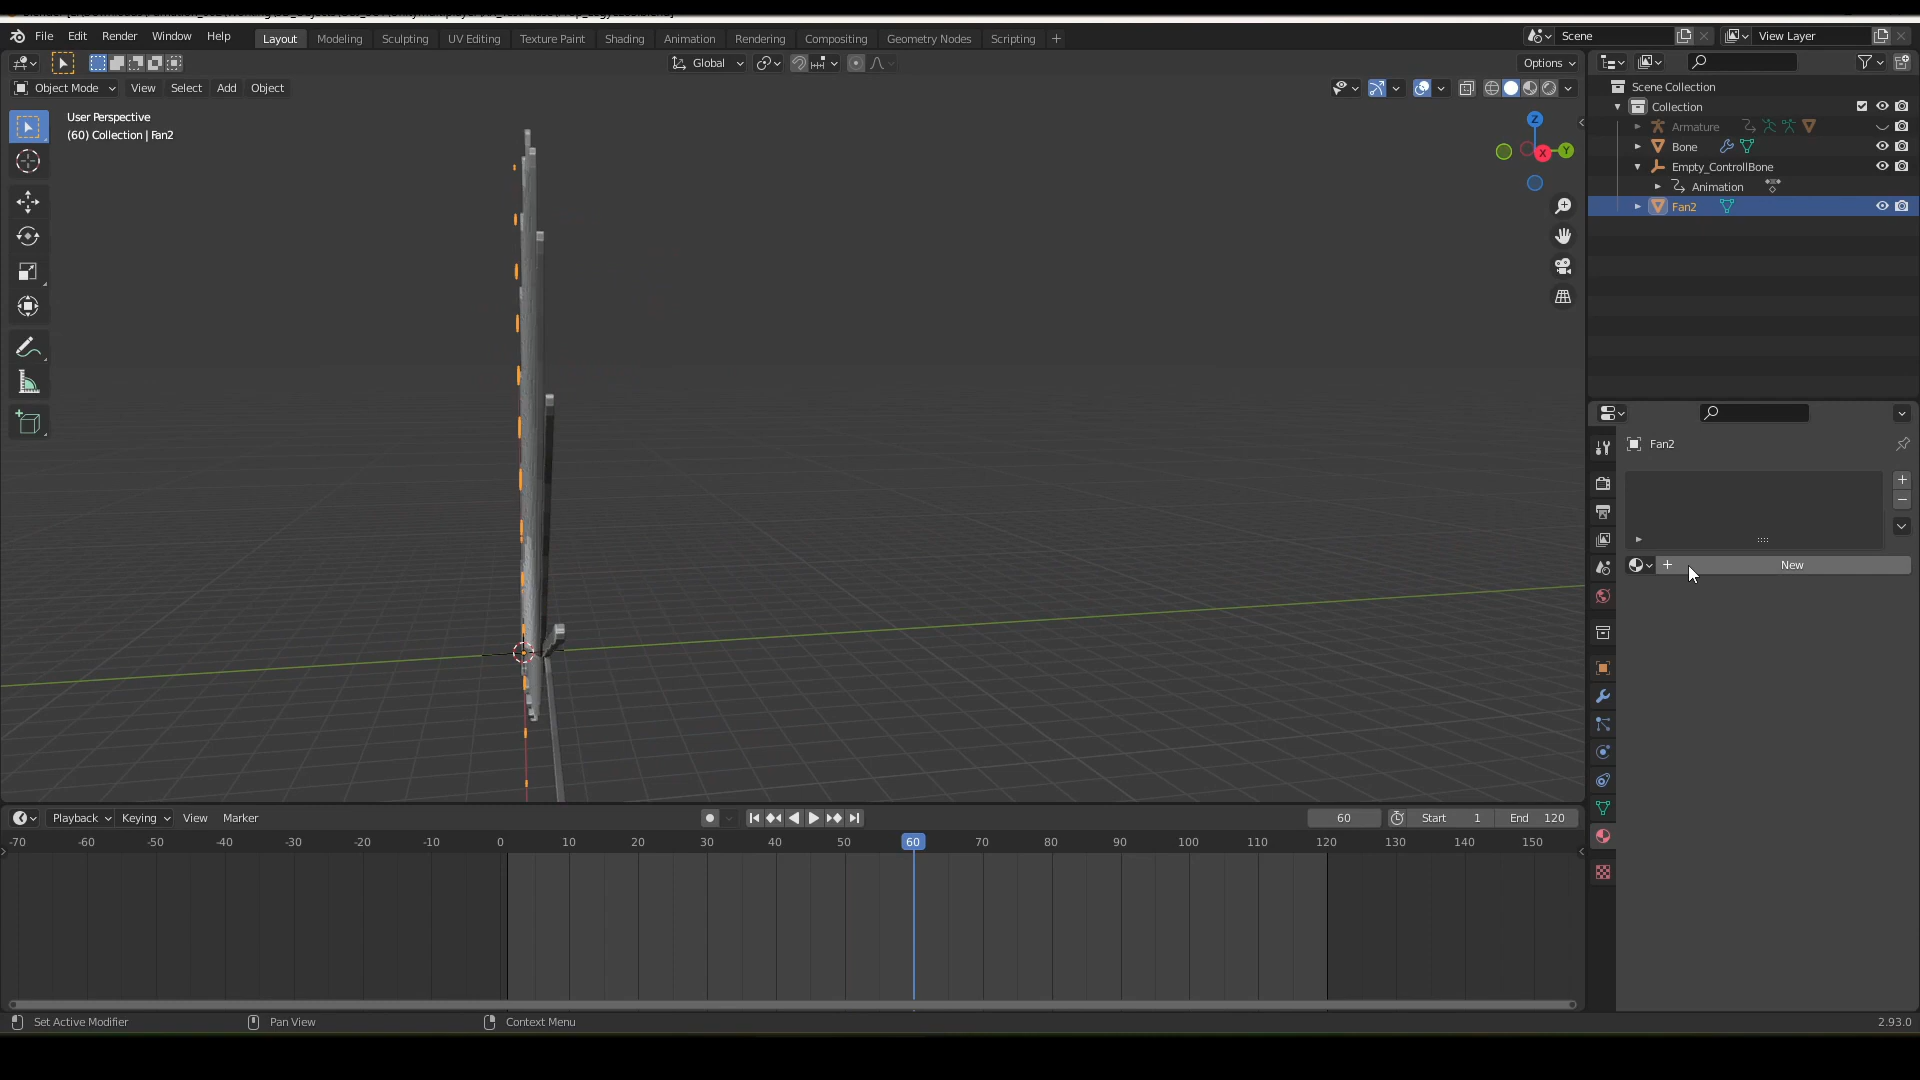 File Edit Render Window Help
Layout Modeling Sculpting UV Editing Texture Paint Shading Animation Rendering Compositing Geometry Nodes Scripting +
Scene
View Layer
Global
Options
Object Mode View Select Add Object
User Perspective
(60) Collection | Fan2
Z
X
Y
Scene Collection
Collection
Armature
Bone
Empty_ControllBone
Animation
Fan2
Fan2
New
Playback Keying View Marker
60
Start 1
End 120
-70 -60 -50 -40 -30 -20 -10 0 10 20 30 40 50 60 70 80 90 100 110 120 130 140 150
Set Active Modifier
Pan View
Context Menu
2.93.0